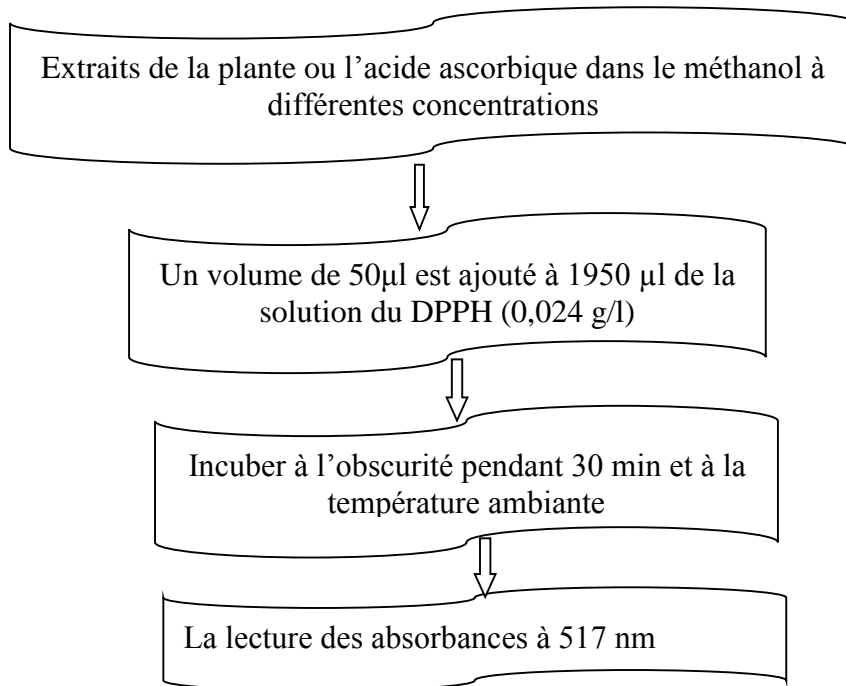 Extraits de la plante ou l’acide ascorbique dans le méthanol à
différentes concentrations
Un volume de 50µl est ajouté à 1950 µl de la
solution du DPPH (0,024 g/l)
Incuber à l’obscurité pendant 30 min et à la
température ambiante
La lecture des absorbances à 517 nm